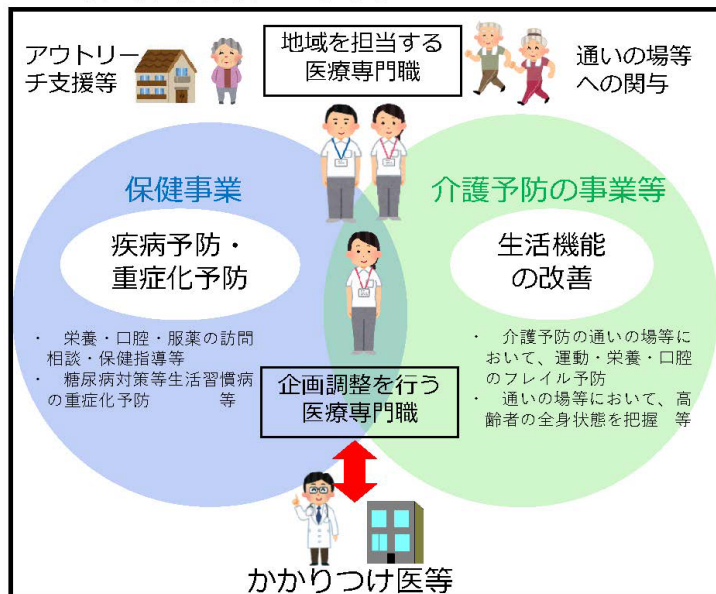 アウトリー
チ支援等
地域を担当する
医療専門職
通いの場等
への関与
保健事業
介護予防の事業等
疾病予防・
重症化予防
生活機能
の改善
・　栄養・口腔・服薬の訪問
相談・保健指導等
・　糖尿病対策等生活習慣病
の重症化予防　　　等
・　介護予防の通いの場等に
おいて、運動・栄養・口腔
のフレイル予防
・　通いの場等において、高
齢者の全身状態を把握　等
企画調整を行う
医療専門職
かかりつけ医等